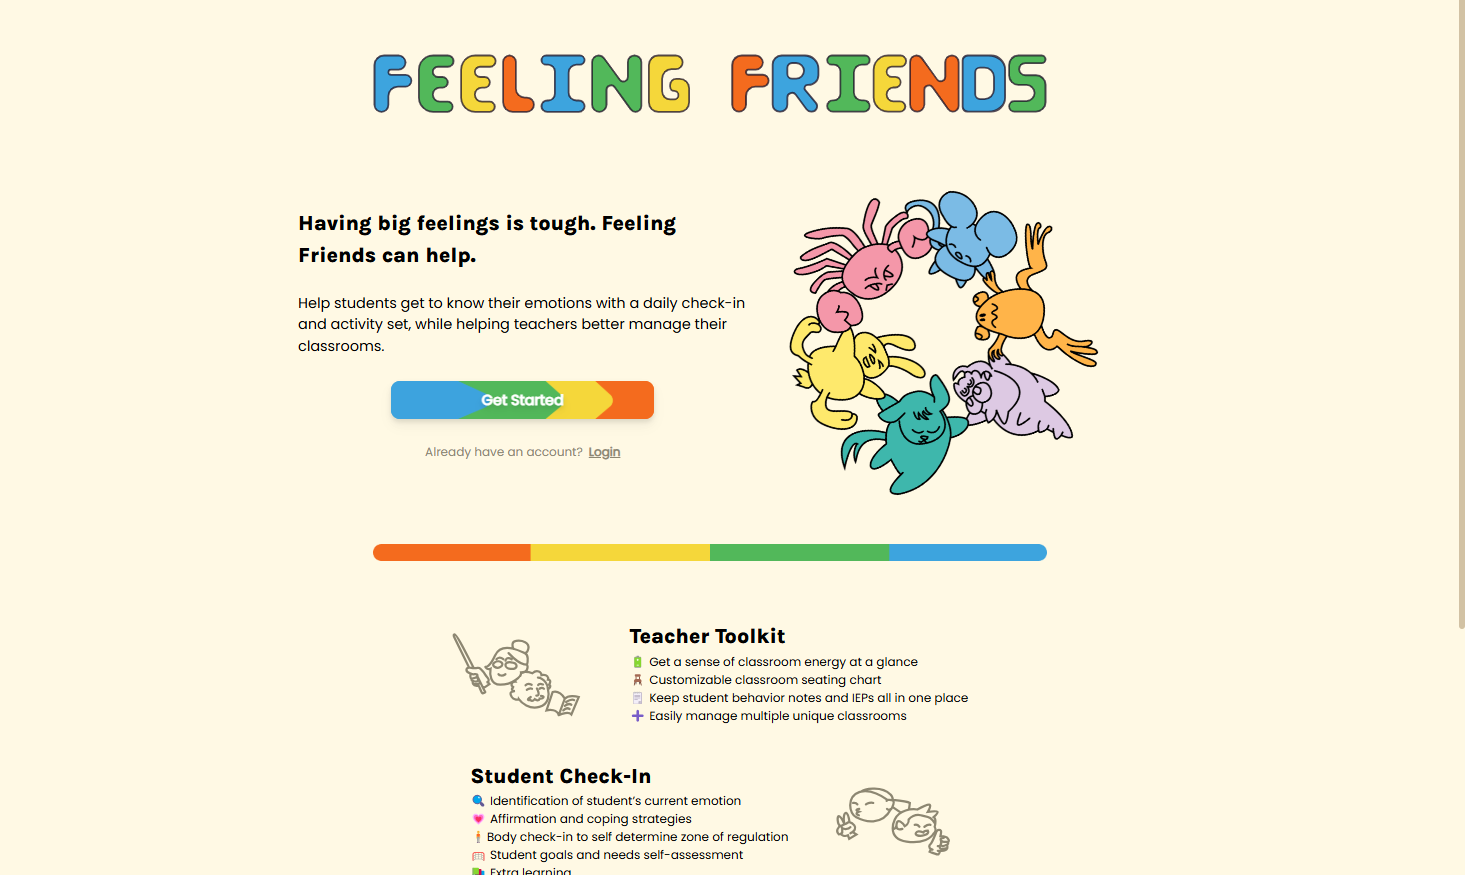 FEELING FRIENDS
Having big feelings is tough. Feeling
Friends can help.
Help students get to know their emotions with a daily check-in
and activity set, while helping teachers better manage their
classrooms.
Get Started
Already have an account? Login
Teacher Toolkit
Get a sense of classroom energy at a glance
Customizable classroom seating chart
Keep student behavior notes and IEPs all in one place
Easily manage multiple unique classrooms
Student Check-In
Identification of student's current emotion
Affirmation and coping strategies
Body check-in to self determine zone of regulation
Student goals and needs self-assessment
Extra learning